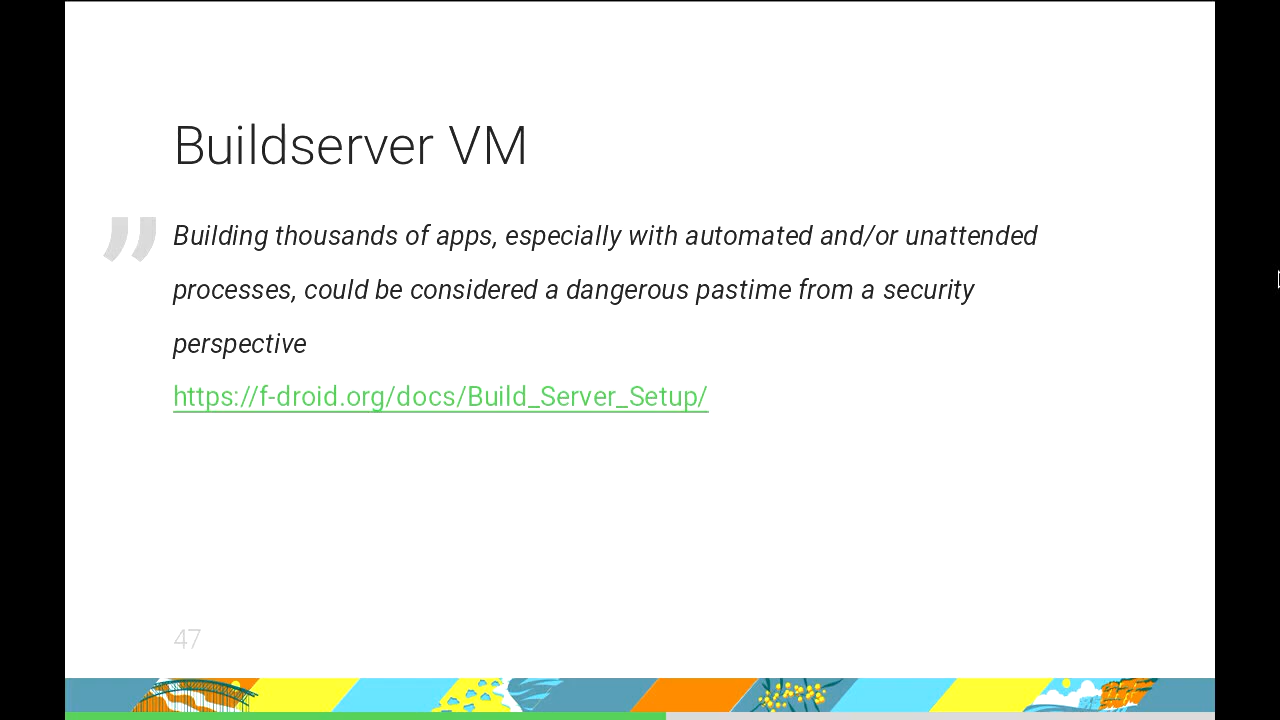 Buildserver VM
” Building thousands of apps, especially with automated and/or unattended
processes, could be considered a dangerous pastime from a security
perspective
https://f-droid.org/docs/Build_Server_Setup/
47